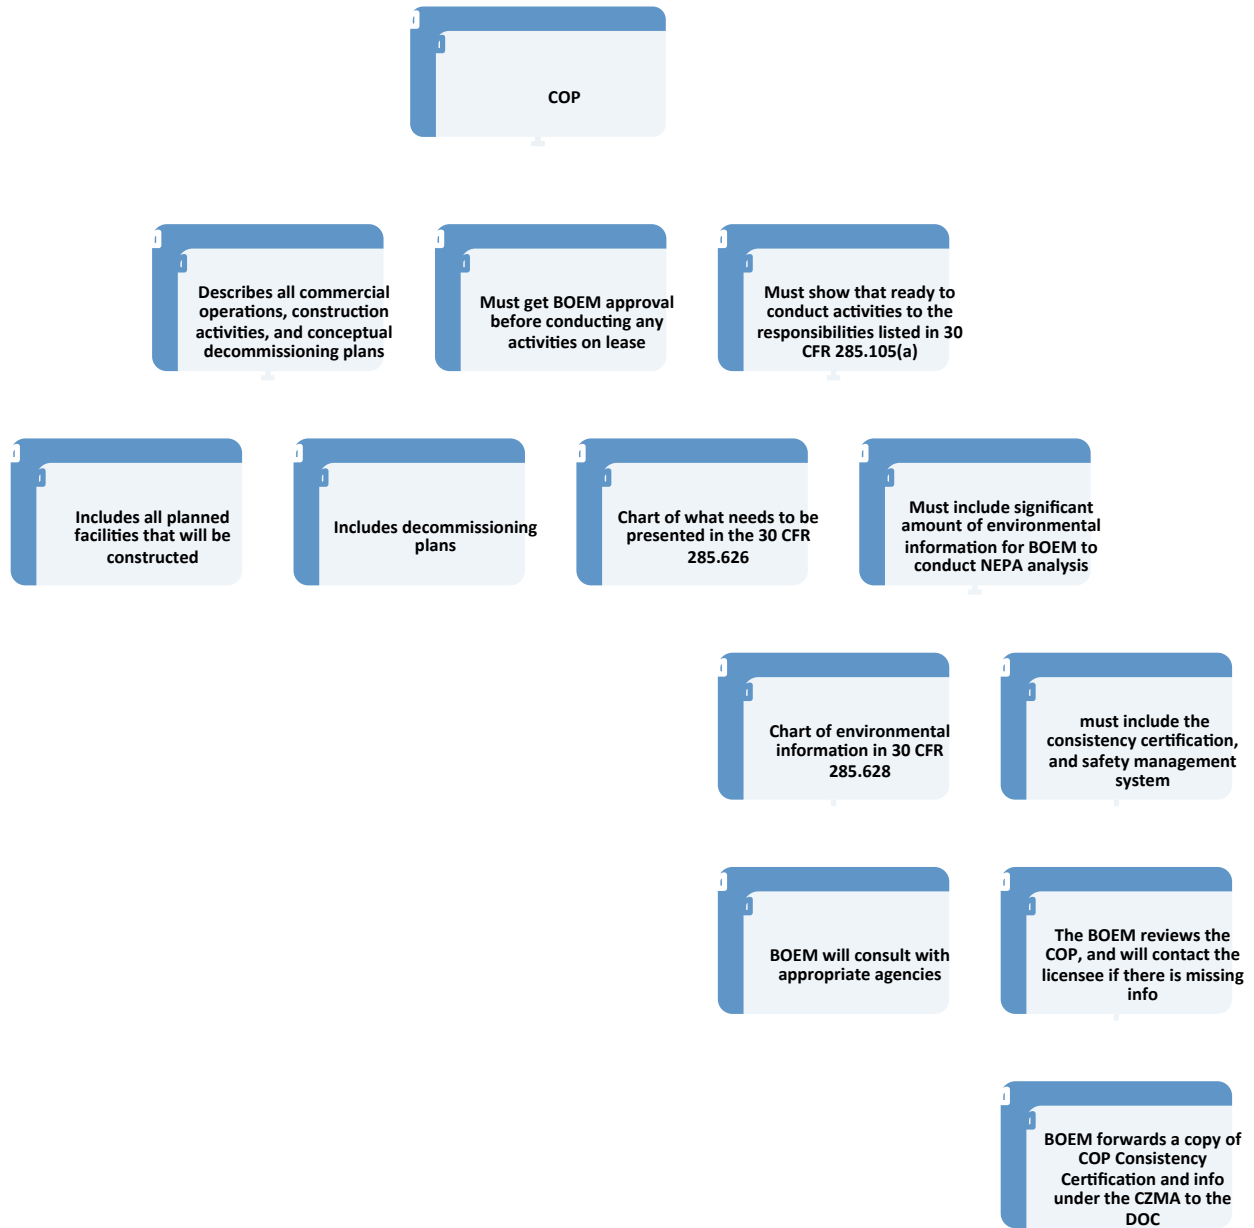 COP
Describes all commercial
operations, construction
activities, and conceptual
decommissioning plans
Must get BOEM approval
before conducting any
activities on lease
Must show that ready to
conduct activities to the
responsibilities listed in 30
CFR 285.105(a)
Includes all planned
facilities that will be
constructed
Includes decommissioning
plans
Chart of what needs to be
presented in the 30 CFR
285.626
Must include significant
amount of environmental
information for BOEM to
conduct NEPA analysis
Chart of environmental
information in 30 CFR
285.628
must include the
consistency certification,
and safety management
system
BOEM will consult with
appropriate agencies
The BOEM reviews the
COP, and will contact the
licensee if there is missing
info
BOEM forwards a copy of
COP Consistency
Certification and info
under the CZMA to the
DOC